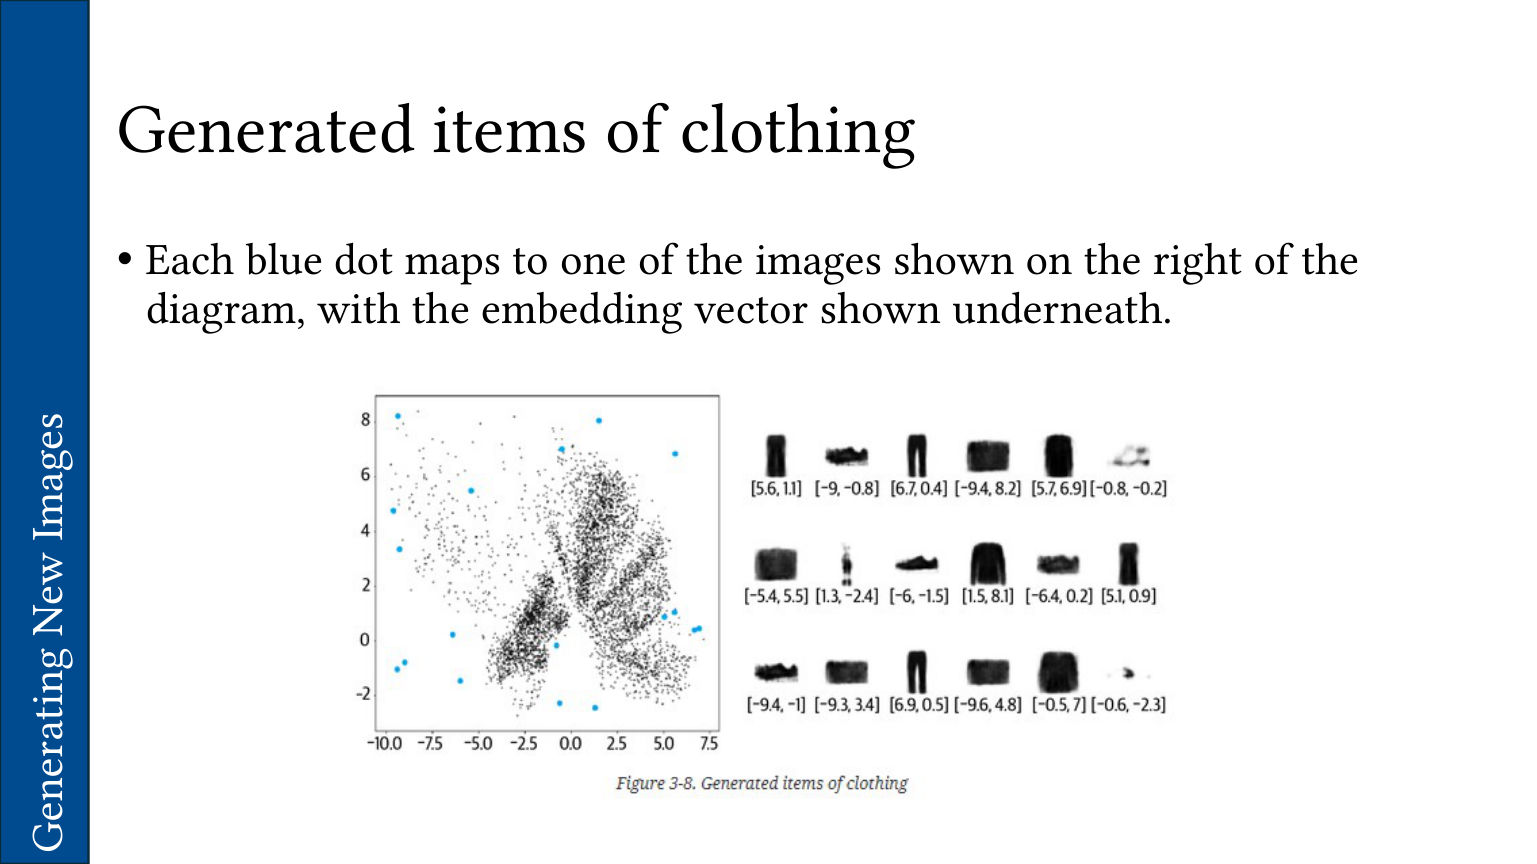 Generating New Images
Generated items of clothing
• Each blue dot maps to one of the images shown on the right of the
diagram, with the embedding vector shown underneath.
8
6
4
2
0
-2
−10.0 −7.5 −5.0 −2.5 0.0 2.5 5.0 7.5
[5.6, 1.1] [−9, −0.8] [6.7, 0.4] [−9.4, 8.2] [5.7, 6.9] [−0.8, −0.2]
[−5.4, 5.5] [1.3, −2.4] [−6, −1.5] [1.5, 8.1] [−6.4, 0.2] [5.1, 0.9]
[−9.4, −1] [−9.3, 3.4] [6.9, 0.5] [−9.6, 4.8] [−0.5, 7] [−0.6, −2.3]
Figure 3-8. Generated items of clothing